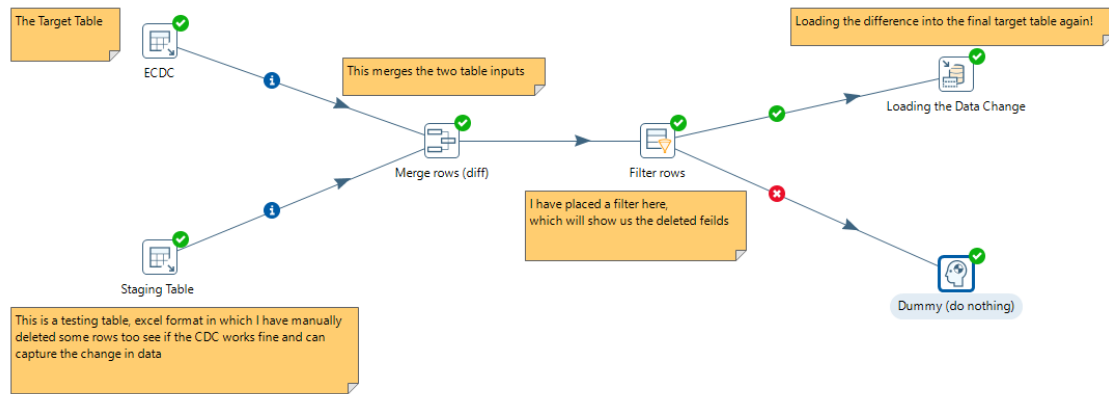 The Target Table
ECDC
This merges the two table inputs
Loading the difference into the final target table again!
Loading the Data Change
Merge rows (diff)
Filter rows
I have placed a filter here,
which will show us the deleted feilds
Staging Table
Dummy (do nothing)
This is a testing table, excel format in which I have manually
deleted some rows too see if the CDC works fine and can
capture the change in data